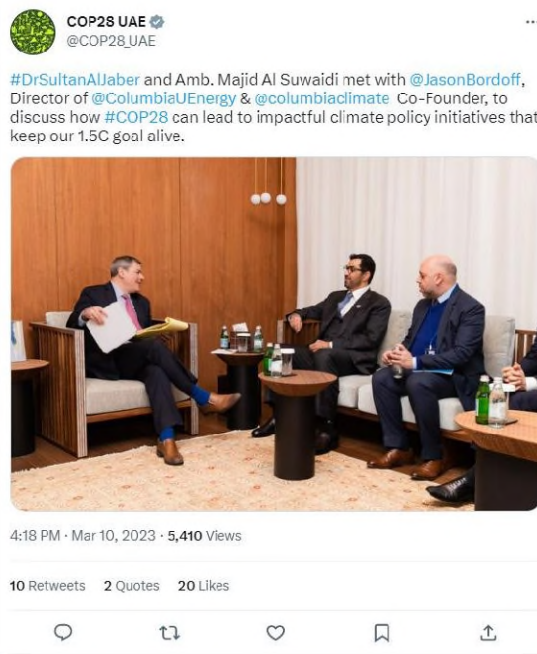 COP28 UAE
@COP28_UAE
#DrSultanAlJaber and Amb. Majid Al Suwaidi met with @JasonBordoff,
Director of @ColumbiaUEnergy & @columbiaclimate Co-Founder, to
discuss how #COP28 can lead to impactful climate policy initiatives that
keep our 1.5C goal alive.
4:18 PM · Mar 10, 2023 · 5,410 Views
10 Retweets 2 Quotes 20 Likes